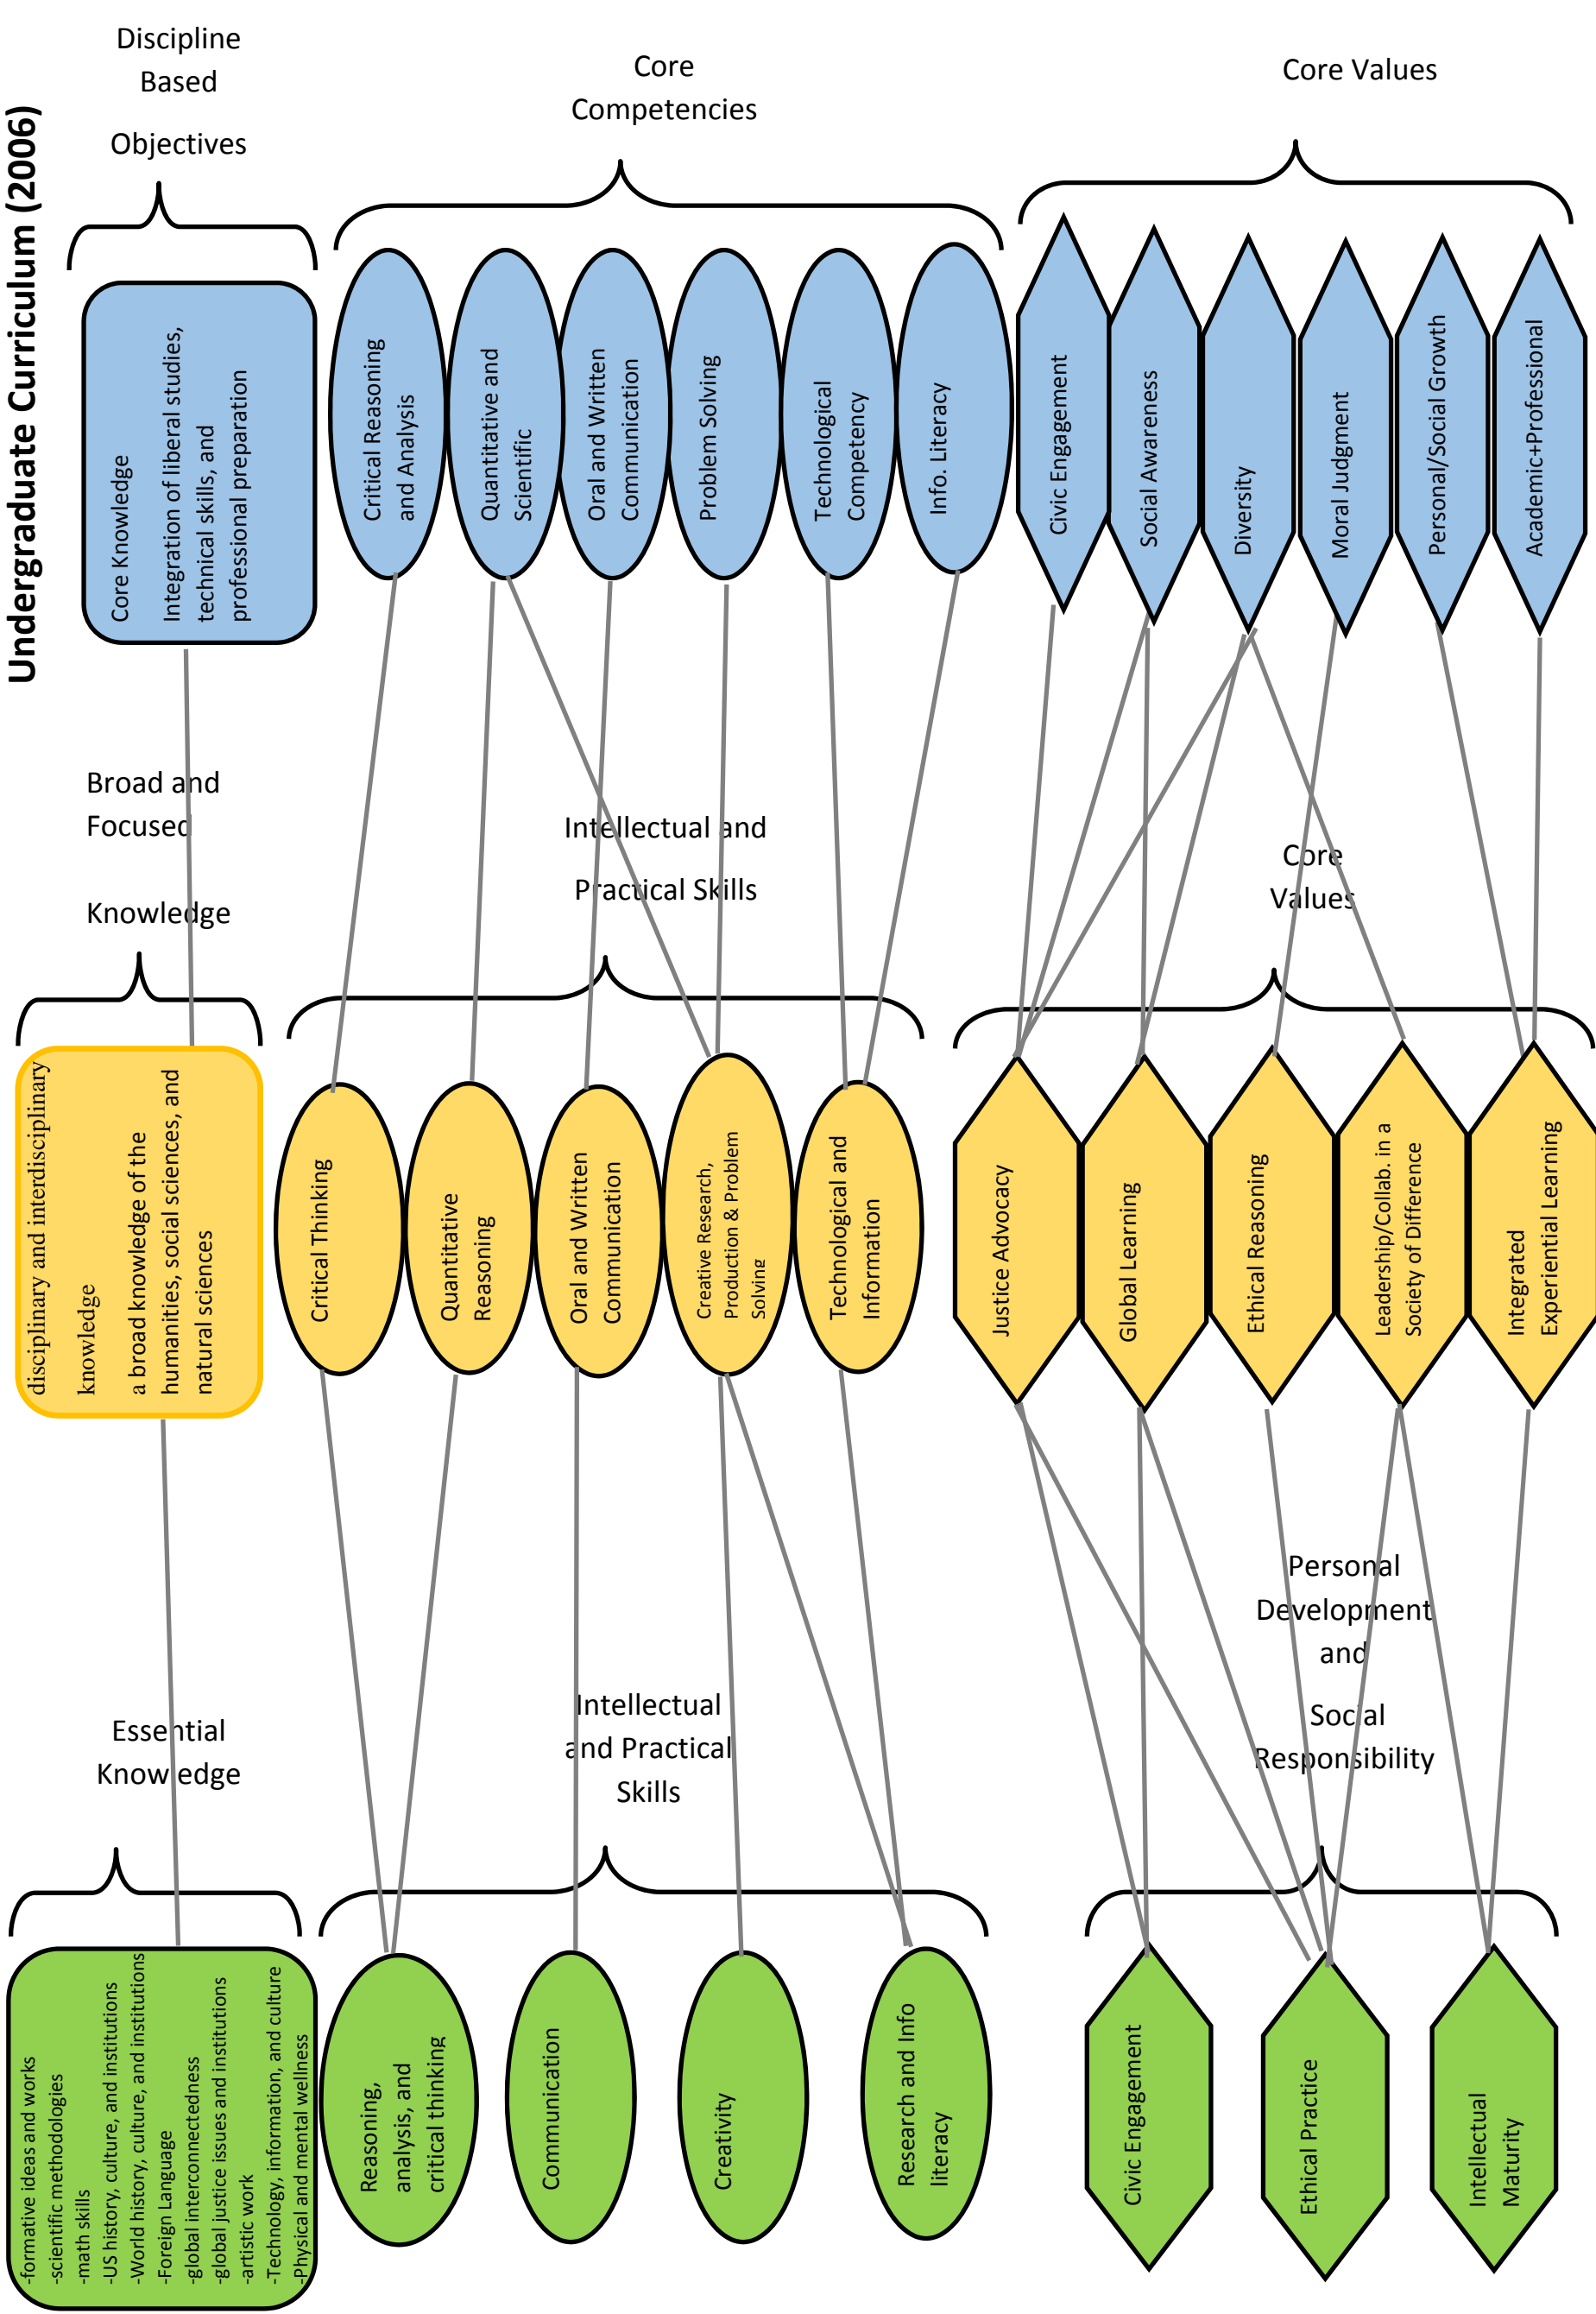 Undergraduate Curriculum (2006)
Discipline
Based
Objectives
Core
Competencies
Core Values
Core Knowledge
Integration of liberal studies,
technical skills, and
professional preparation
Critical Reasoning
and Analysis
Quantitative and
Scientific
Oral and Written
Communication
Problem Solving
Technological
Competency
Info. Literacy
Civic Engagement
Social Awareness
Diversity
Moral Judgment
Personal/Social Growth
Academic+Professional
Broad and
Focused
Knowledge
Intellectual and
Practical Skills
Core
Values
disciplinary and interdisciplinary
knowledge
a broad knowledge of the
humanities, social sciences, and
natural sciences
Critical Thinking
Quantitative
Reasoning
Oral and Written
Communication
Creative Research,
Production & Problem
Solving
Technological and
Information
Justice Advocacy
Global Learning
Ethical Reasoning
Leadership/Collab. in a
Society of Difference
Integrated
Experiential Learning
Essential
Knowledge
Intellectual
and Practical
Skills
Personal
Development
and
Social
Responsibility
-formative ideas and works
-scientific methodologies
-math skills
-US history, culture, and institutions
-World history, culture, and institutions
-Foreign Language
-global interconnectedness
-global justice issues and institutions
-artistic work
-Technology, information, and culture
-Physical and mental wellness
Reasoning,
analysis, and
critical thinking
Communication
Creativity
Research and Info
literacy
Civic Engagement
Ethical Practice
Intellectual
Maturity